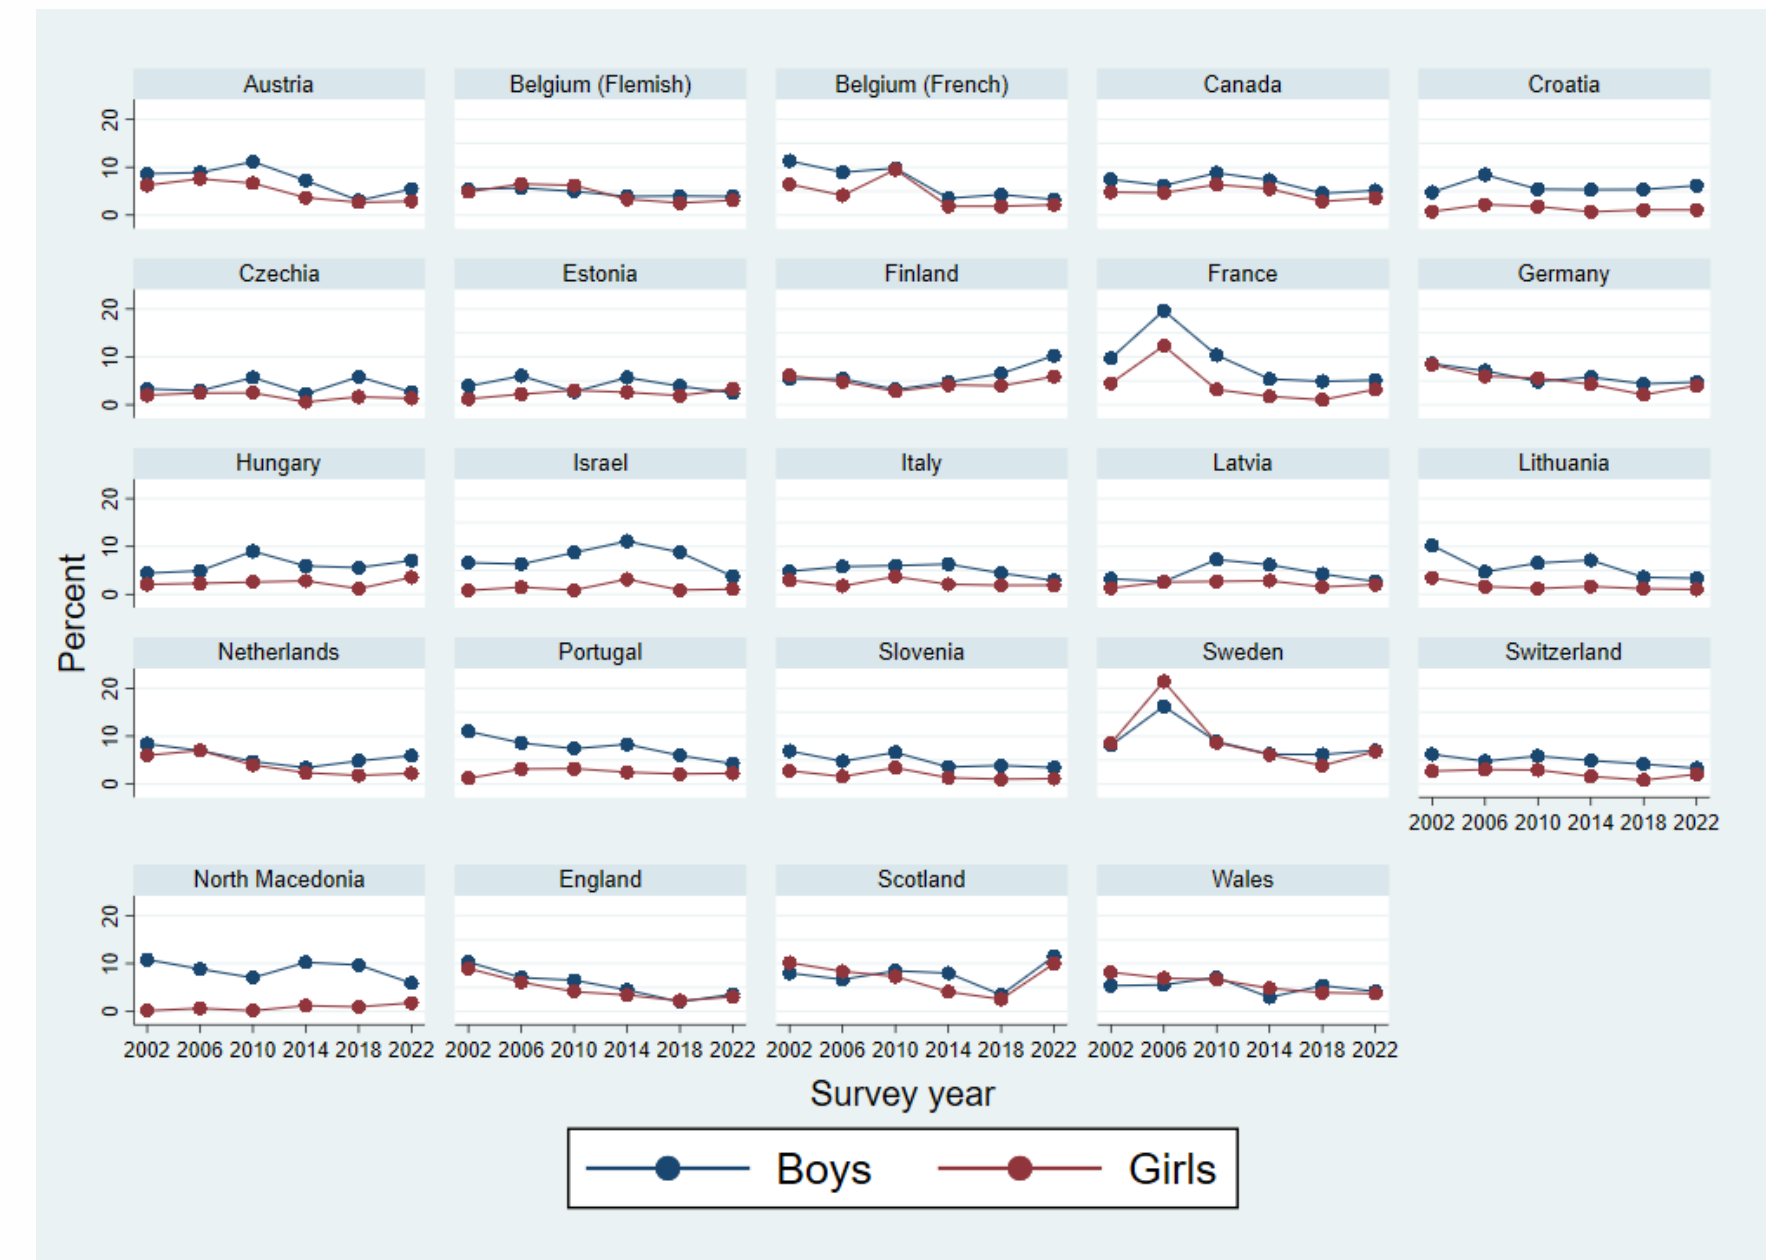 Austria Belgium (Flemish) Belgium (French) Canada Croatia
20
10
0
Czechia Estonia Finland France Germany
20
10
0
Hungary Israel Italy Latvia Lithuania
20
10
0
Percent
Netherlands Portugal Slovenia Sweden Switzerland
20
10
0
2002 2006 2010 2014 2018 2022
North Macedonia England Scotland Wales
20
10
0
2002 2006 2010 2014 2018 2022 2002 2006 2010 2014 2018 2022 2002 2006 2010 2014 2018 2022 2002 2006 2010 2014 2018 2022
Survey year
Boys Girls